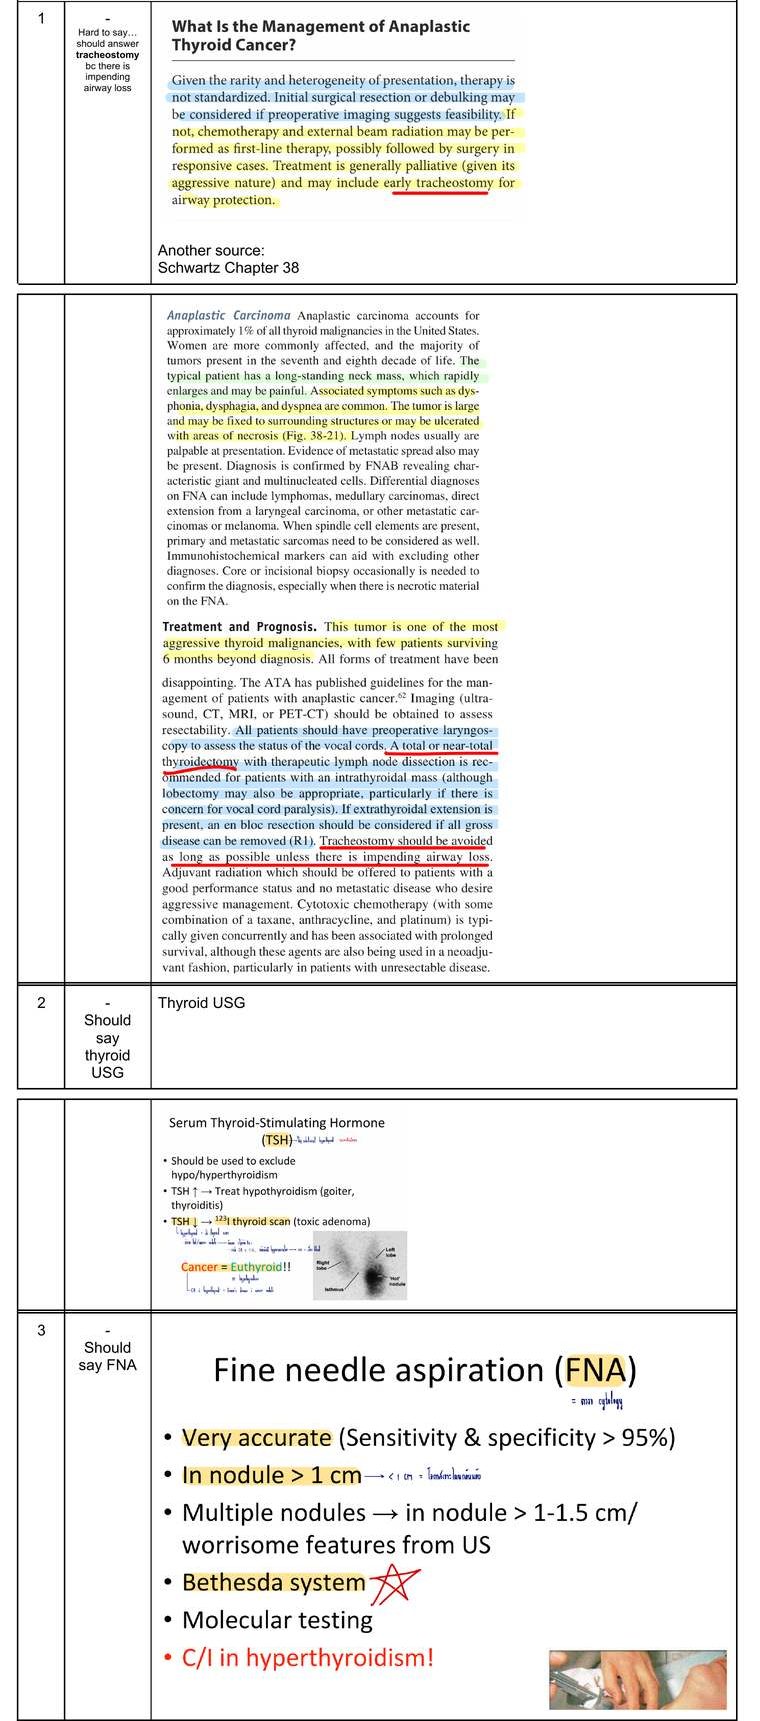 1
-
Hard to say...
should answer
tracheostomy
bc there is
impending
airway loss
What Is the Management of Anaplastic
Thyroid Cancer?
Given the rarity and heterogeneity of presentation, therapy is
not standardized. Initial surgical resection or debulking may
be considered if preoperative imaging suggests feasibility. If
not, chemotherapy and external beam radiation may be per-
formed as first-line therapy, possibly followed by surgery in
responsive cases. Treatment is generally palliative (given its
aggressive nature) and may include early tracheostomy for
airway protection.
Another source:
Schwartz Chapter 38
Anaplastic Carcinoma Anaplastic carcinoma accounts for
approximately 1% of all thyroid malignancies in the United States.
Women are more commonly affected, and the majority of
tumors present in the seventh and eighth decade of life. The
typical patient has a long-standing neck mass, which rapidly
enlarges and may be painful. Associated symptoms such as dys-
phonia, dysphagia, and dyspnea are common. The tumor is large
and may be fixed to surrounding structures or may be ulcerated
with areas of necrosis (Fig. 38-21). Lymph nodes usually are
palpable at presentation. Evidence of metastatic spread also may
be present. Diagnosis is confirmed by FNAB revealing char-
acteristic giant and multinucleated cells. Differential diagnoses
on FNA can include lymphomas, medullary carcinomas, direct
extension from a laryngeal carcinoma, or other metastatic car-
cinomas or melanoma. When spindle cell elements are present,
primary and metastatic sarcomas need to be considered as well.
Immunohistochemical markers can aid with excluding other
diagnoses. Core or incisional biopsy occasionally is needed to
confirm the diagnosis, especially when there is necrotic material
on the FNA.
Treatment and Prognosis. This tumor is one of the most
aggressive thyroid malignancies, with few patients surviving
6 months beyond diagnosis. All forms of treatment have been
disappointing. The ATA has published guidelines for the man-
agement of patients with anaplastic cancer.62 Imaging (ultra-
sound, CT, MRI, or PET-CT) should be obtained to assess
resectability. All patients should have preoperative laryngos-
copy to assess the status of the vocal cords. A total or near-total
thyroidectomy with therapeutic lymph node dissection is rec-
ommended for patients with an intrathyroidal mass (although
lobectomy may also be appropriate, particularly if there is
concern for vocal cord paralysis). If extrathyroidal extension is
present, an en bloc resection should be considered if all gross
disease can be removed (R1). Tracheostomy should be avoided
as long as possible unless there is impending airway loss.
Adjuvant radiation which should be offered to patients with a
good performance status and no metastatic disease who desire
aggressive management. Cytotoxic chemotherapy (with some
combination of a taxane, anthracycline, and platinum) is typi-
cally given concurrently and has been associated with prolonged
survival, although these agents are also being used in a neoadju-
vant fashion, particularly in patients with unresectable disease.
2
-
Should
say
thyroid
USG
Thyroid USG
Serum Thyroid-Stimulating Hormone
(TSH)
• Should be used to exclude
hypo/hyperthyroidism
• TSH ↑ → Treat hypothyroidism (goiter,
thyroiditis)
• TSH ↓ → 123I thyroid scan (toxic adenoma)
Cancer = Euthyroid!!
Right
lobe
Left
lobe
Isthmus
"Hot"
nodule
3
-
Should
say FNA
Fine needle aspiration (FNA)
cytology
• Very accurate (Sensitivity & specificity > 95%)
• In nodule > 1 cm → < 1 cm =
• Multiple nodules → in nodule > 1-1.5 cm/
worrisome features from US
• Bethesda system
• Molecular testing
• C/I in hyperthyroidism!